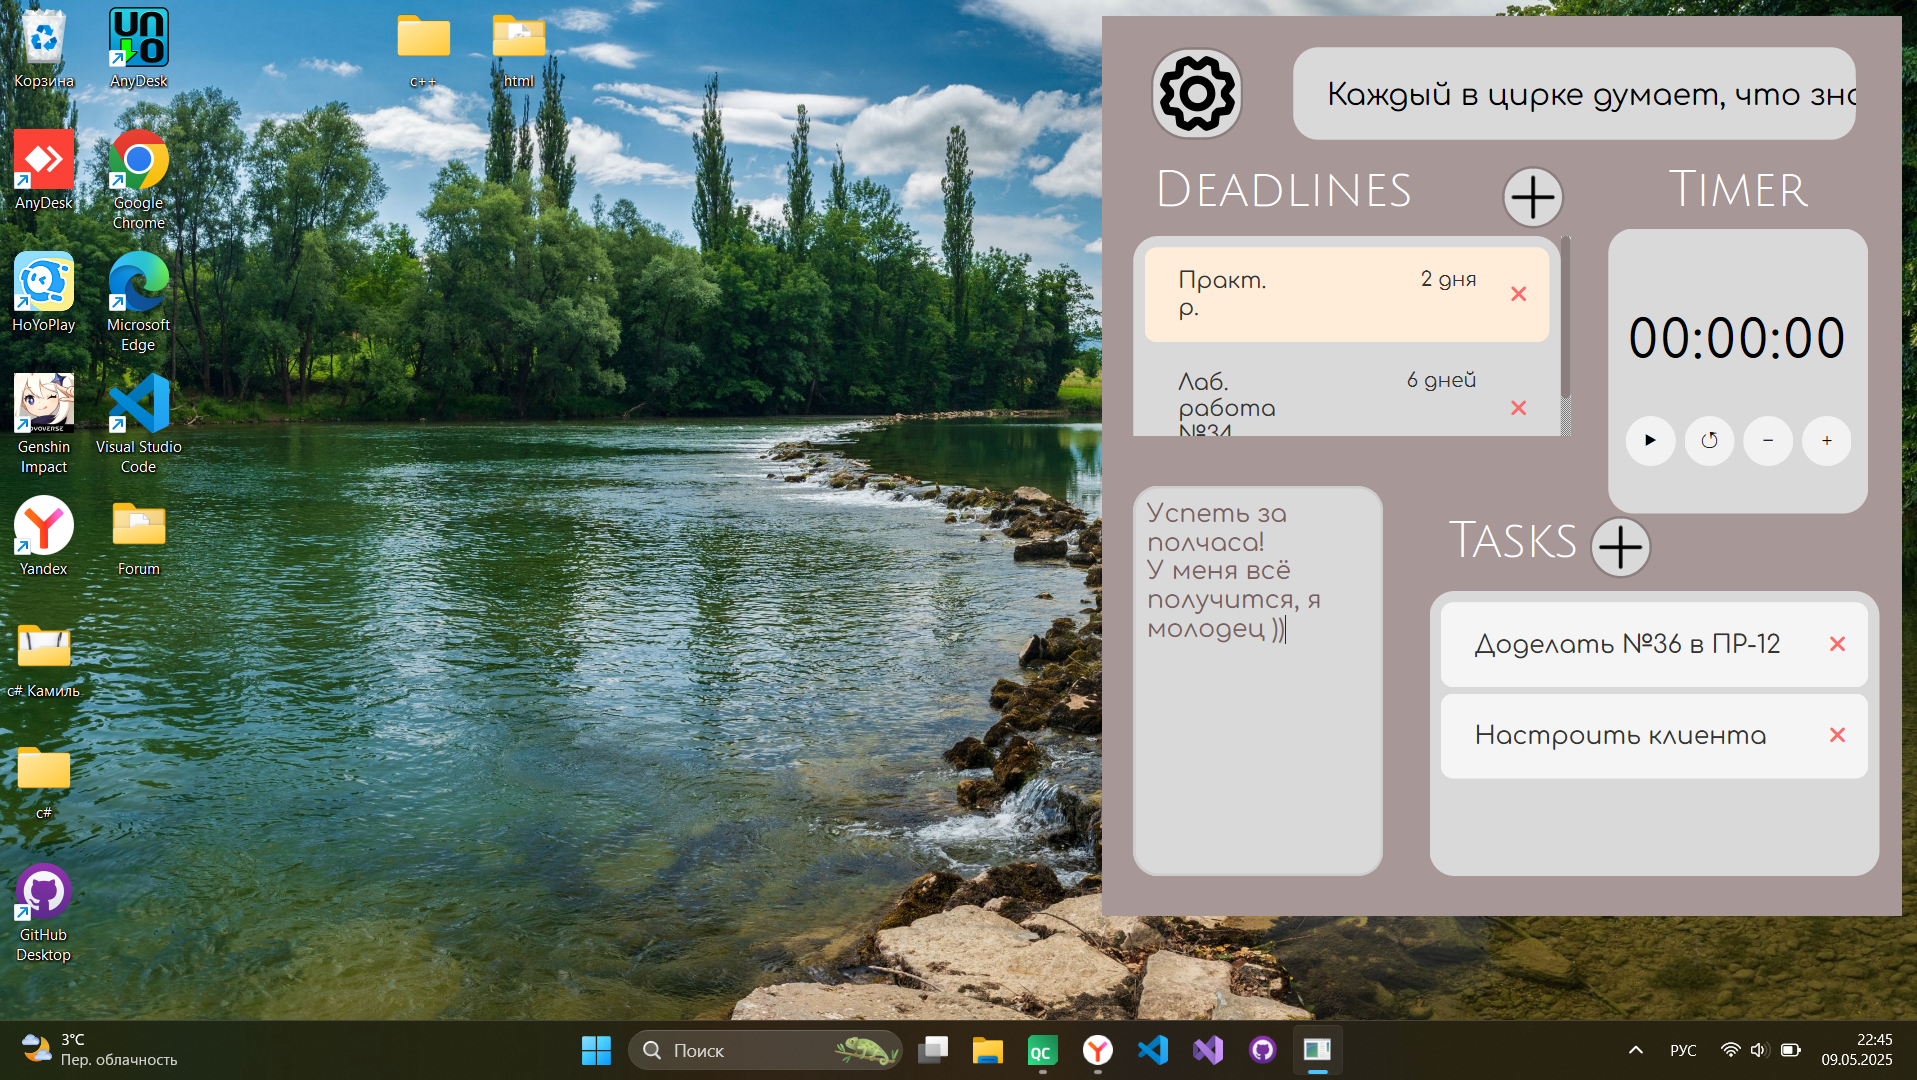 Корзина
AnyDesk
c++
html
AnyDesk
Google
Chrome
HoYoPlay
Microsoft
Edge
Genshin
Impact
Visual Studio
Code
Yandex
Forum
c# Камиль
c#
GitHub
Desktop
Каждый в цирке думает, что
DEADLINES
TIMER
Практ.
р.
2 дня
Лаб.
работа
№34
6 дней
00:00:00
Успеть за
полчаса!
У меня всё
получится, я
молодец ))
TASKS
Доделать №36 в ПР-12
Настроить клиента
3°C
Пер. облачность
Поиск
QC
РУС
22:45
09.05.2025